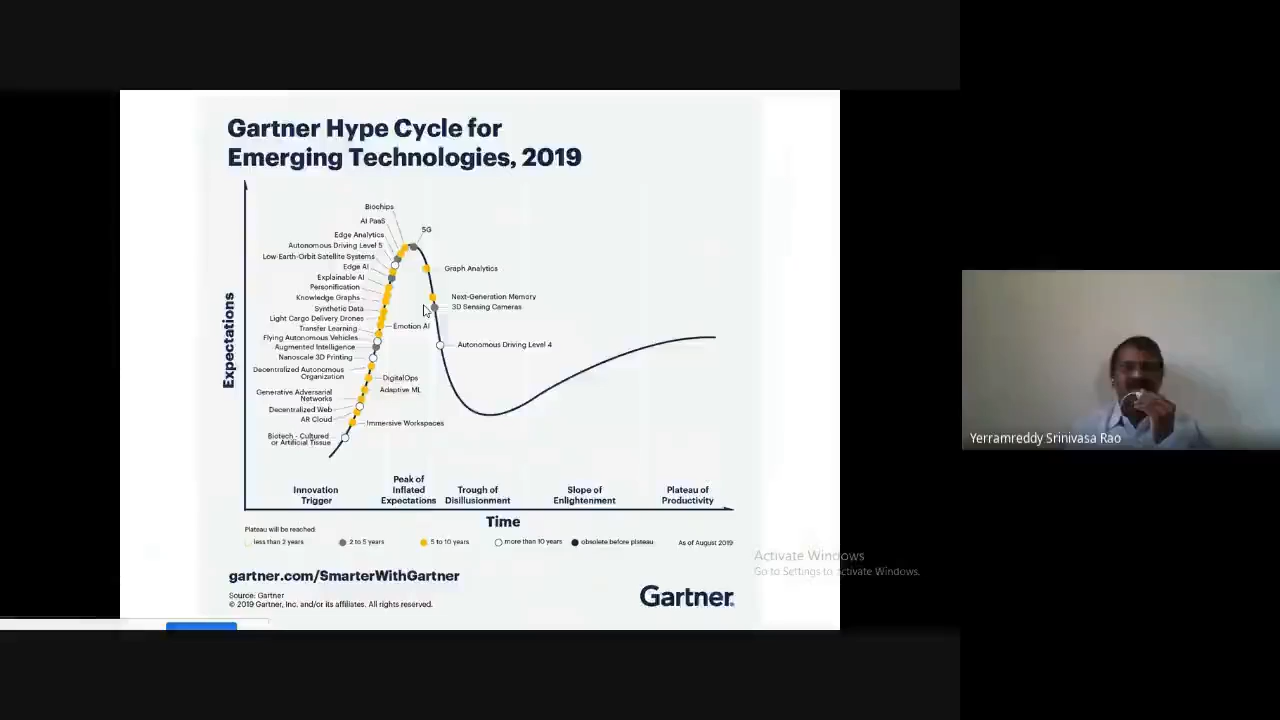 Gartner Hype Cycle for
Emerging Technologies, 2019
Biochips
AI PaaS
5G
Edge Analytics
Autonomous Driving Level 5
Low-Earth-Orbit Satellite Systems
Edge AI
Graph Analytics
Explainable AI
Personification
Knowledge Graphs
Next-Generation Memory
Synthetic Data
3D Sensing Cameras
Light Cargo Delivery Drones
Transfer Learning
Emotion AI
Flying Autonomous Vehicles
Augmented Intelligence
Autonomous Driving Level 4
Nanoscale 3D Printing
Decentralized Autonomous
Organization
DigitalOps
Generative Adversarial
Networks
Adaptive ML
Decentralized Web
AR Cloud
Immersive Workspaces
Biotech - Cultured
or Artificial Tissue
Expectations
Innovation
Trigger
Peak of
Inflated
Expectations
Trough of
Disillusionment
Slope of
Enlightenment
Plateau of
Productivity
Time
Plateau will be reached:
less than 2 years
2 to 5 years
5 to 10 years
more than 10 years
obsolete before plateau
As of August 2019
gartner.com/SmarterWithGartner
Source: Gartner
© 2019 Gartner, Inc. and/or its affiliates. All rights reserved.
Gartner.
Activate Windows
Go to Settings to activate Windows.
Yerramreddy Srinivasa Rao